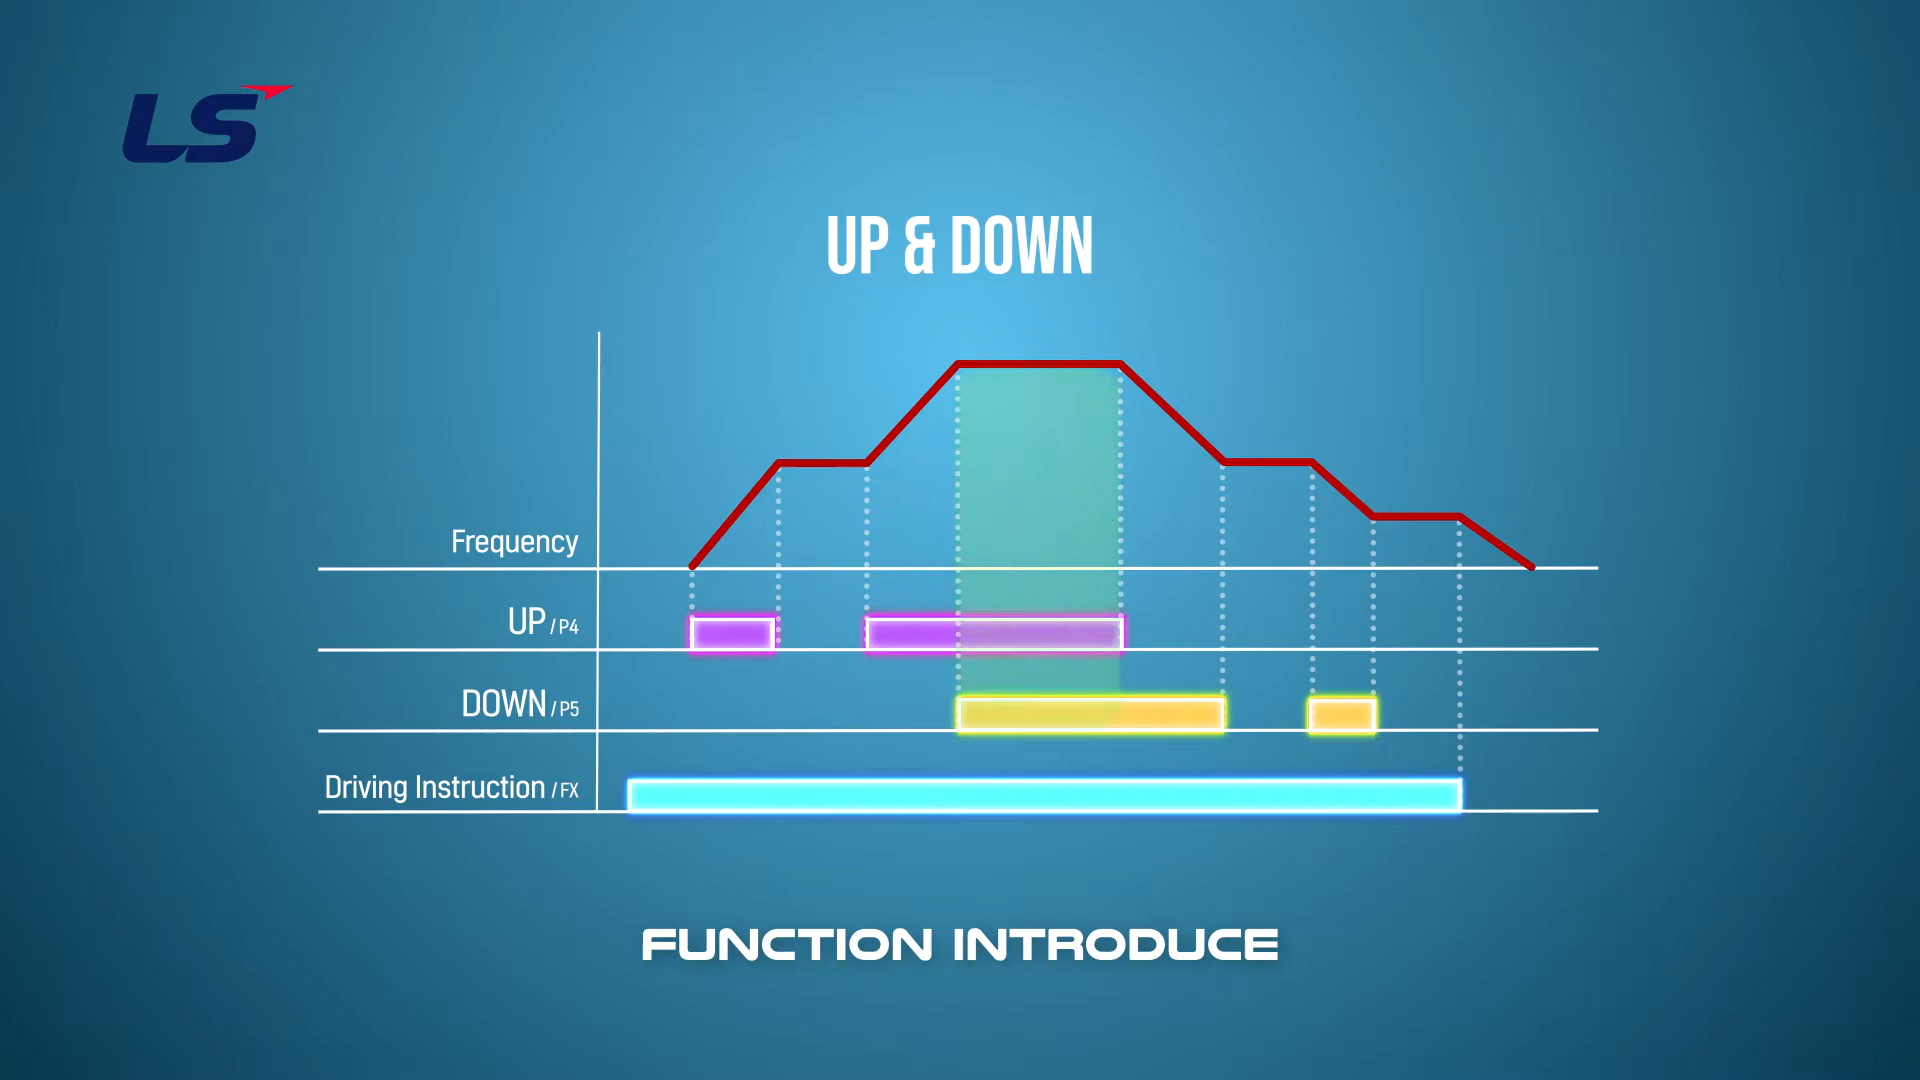 LS
UP & DOWN
Frequency
UP / P4
DOWN / P5
Driving Instruction / FX
FUNCTION INTRODUCE